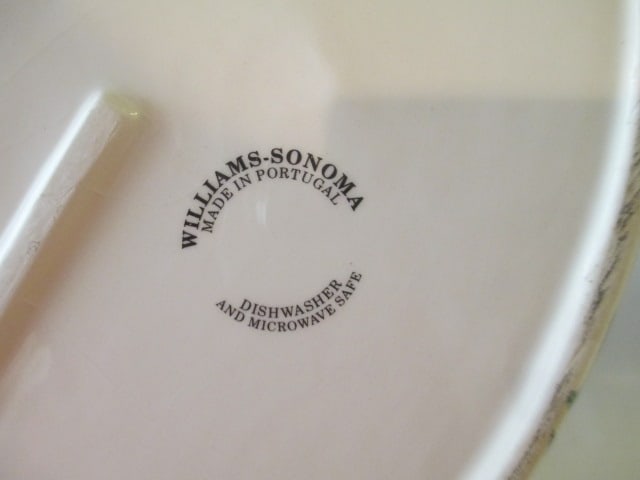 WILLIAMS-SONOMA
MADE IN PORTUGAL
DISHWASHER
AND MICROWAVE SAFE